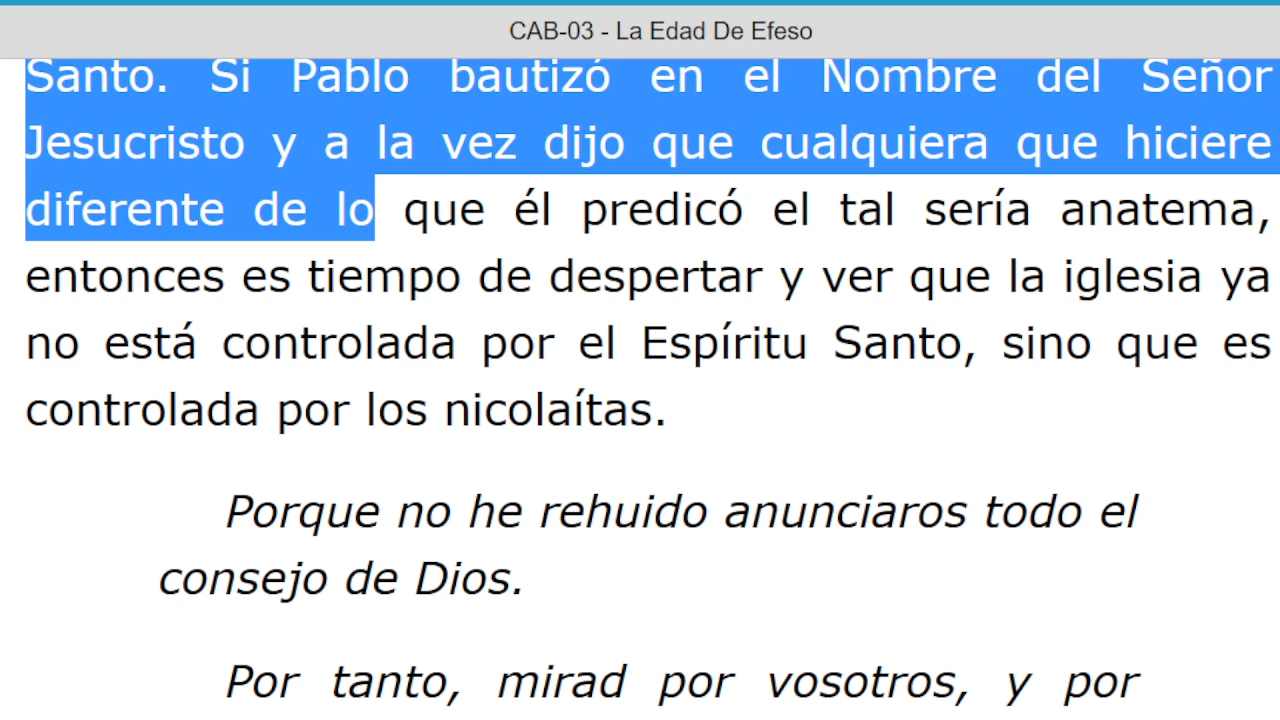 CAB-03 - La Edad De Efeso
Santo. Si Pablo bautizó en el Nombre del Señor
Jesucristo y a la vez dijo que cualquiera que hiciere
diferente de lo que él predicó el tal sería anatema,
entonces es tiempo de despertar y ver que la iglesia ya
no está controlada por el Espíritu Santo, sino que es
controlada por los nicolaítas.
Porque no he rehuido anunciaros todo el
consejo de Dios.
Por tanto, mirad por vosotros, y por